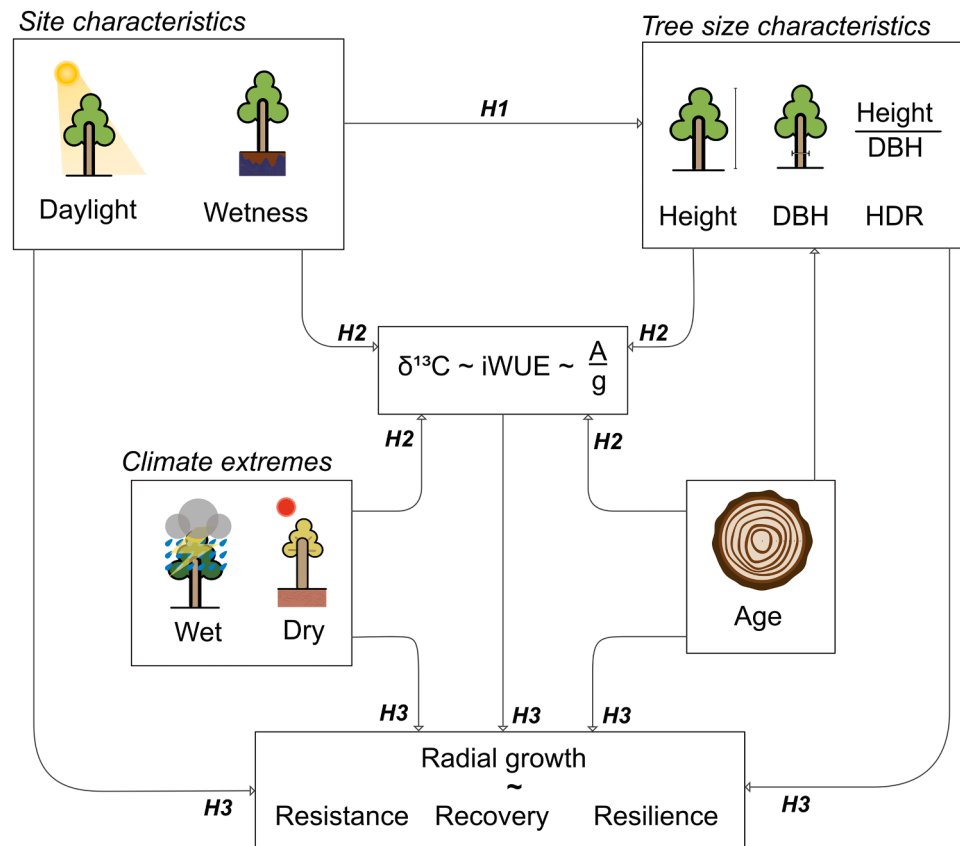 Site characteristics
Tree size characteristics
H1
Height
DBH
Daylight
Wetness
Height
DBH
HDR
H2
H2
δ¹³C ~ iWUE ~ A
g
H2
H2
Climate extremes
Wet
Dry
Age
H3
H3
H3
Radial growth
~
H3
H3
Resistance Recovery Resilience